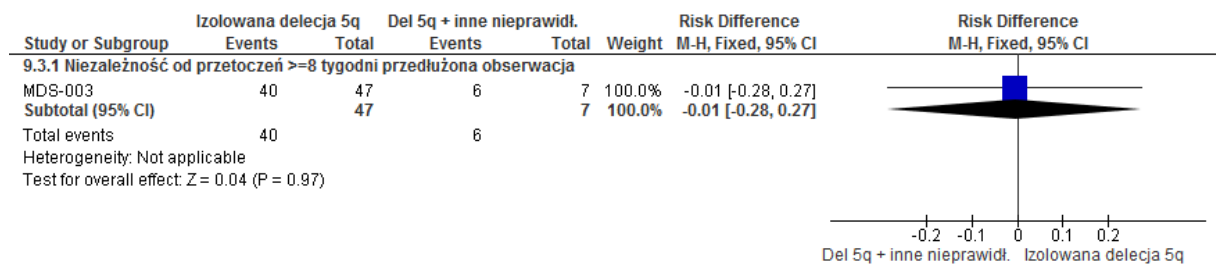 Izolowana delecja 5q Del 5q + inne nieprawidł. Risk Difference Risk Difference
Study or Subgroup Events Total Events Total Weight M-H, Fixed, 95% CI M-H, Fixed, 95% CI
9.3.1 Niezależność od przetoczeń >=8 tygodni przedłużona obserwacja
MDS-003 40 47 6 7 100.0% -0.01 [-0.28, 0.27]
Subtotal (95% CI) 47 7 100.0% -0.01 [-0.28, 0.27]
Total events 40 6
Heterogeneity: Not applicable
Test for overall effect: Z = 0.04 (P = 0.97)
-0.2 -0.1 0 0.1 0.2
Del 5q + inne nieprawidł. Izolowana delecja 5q